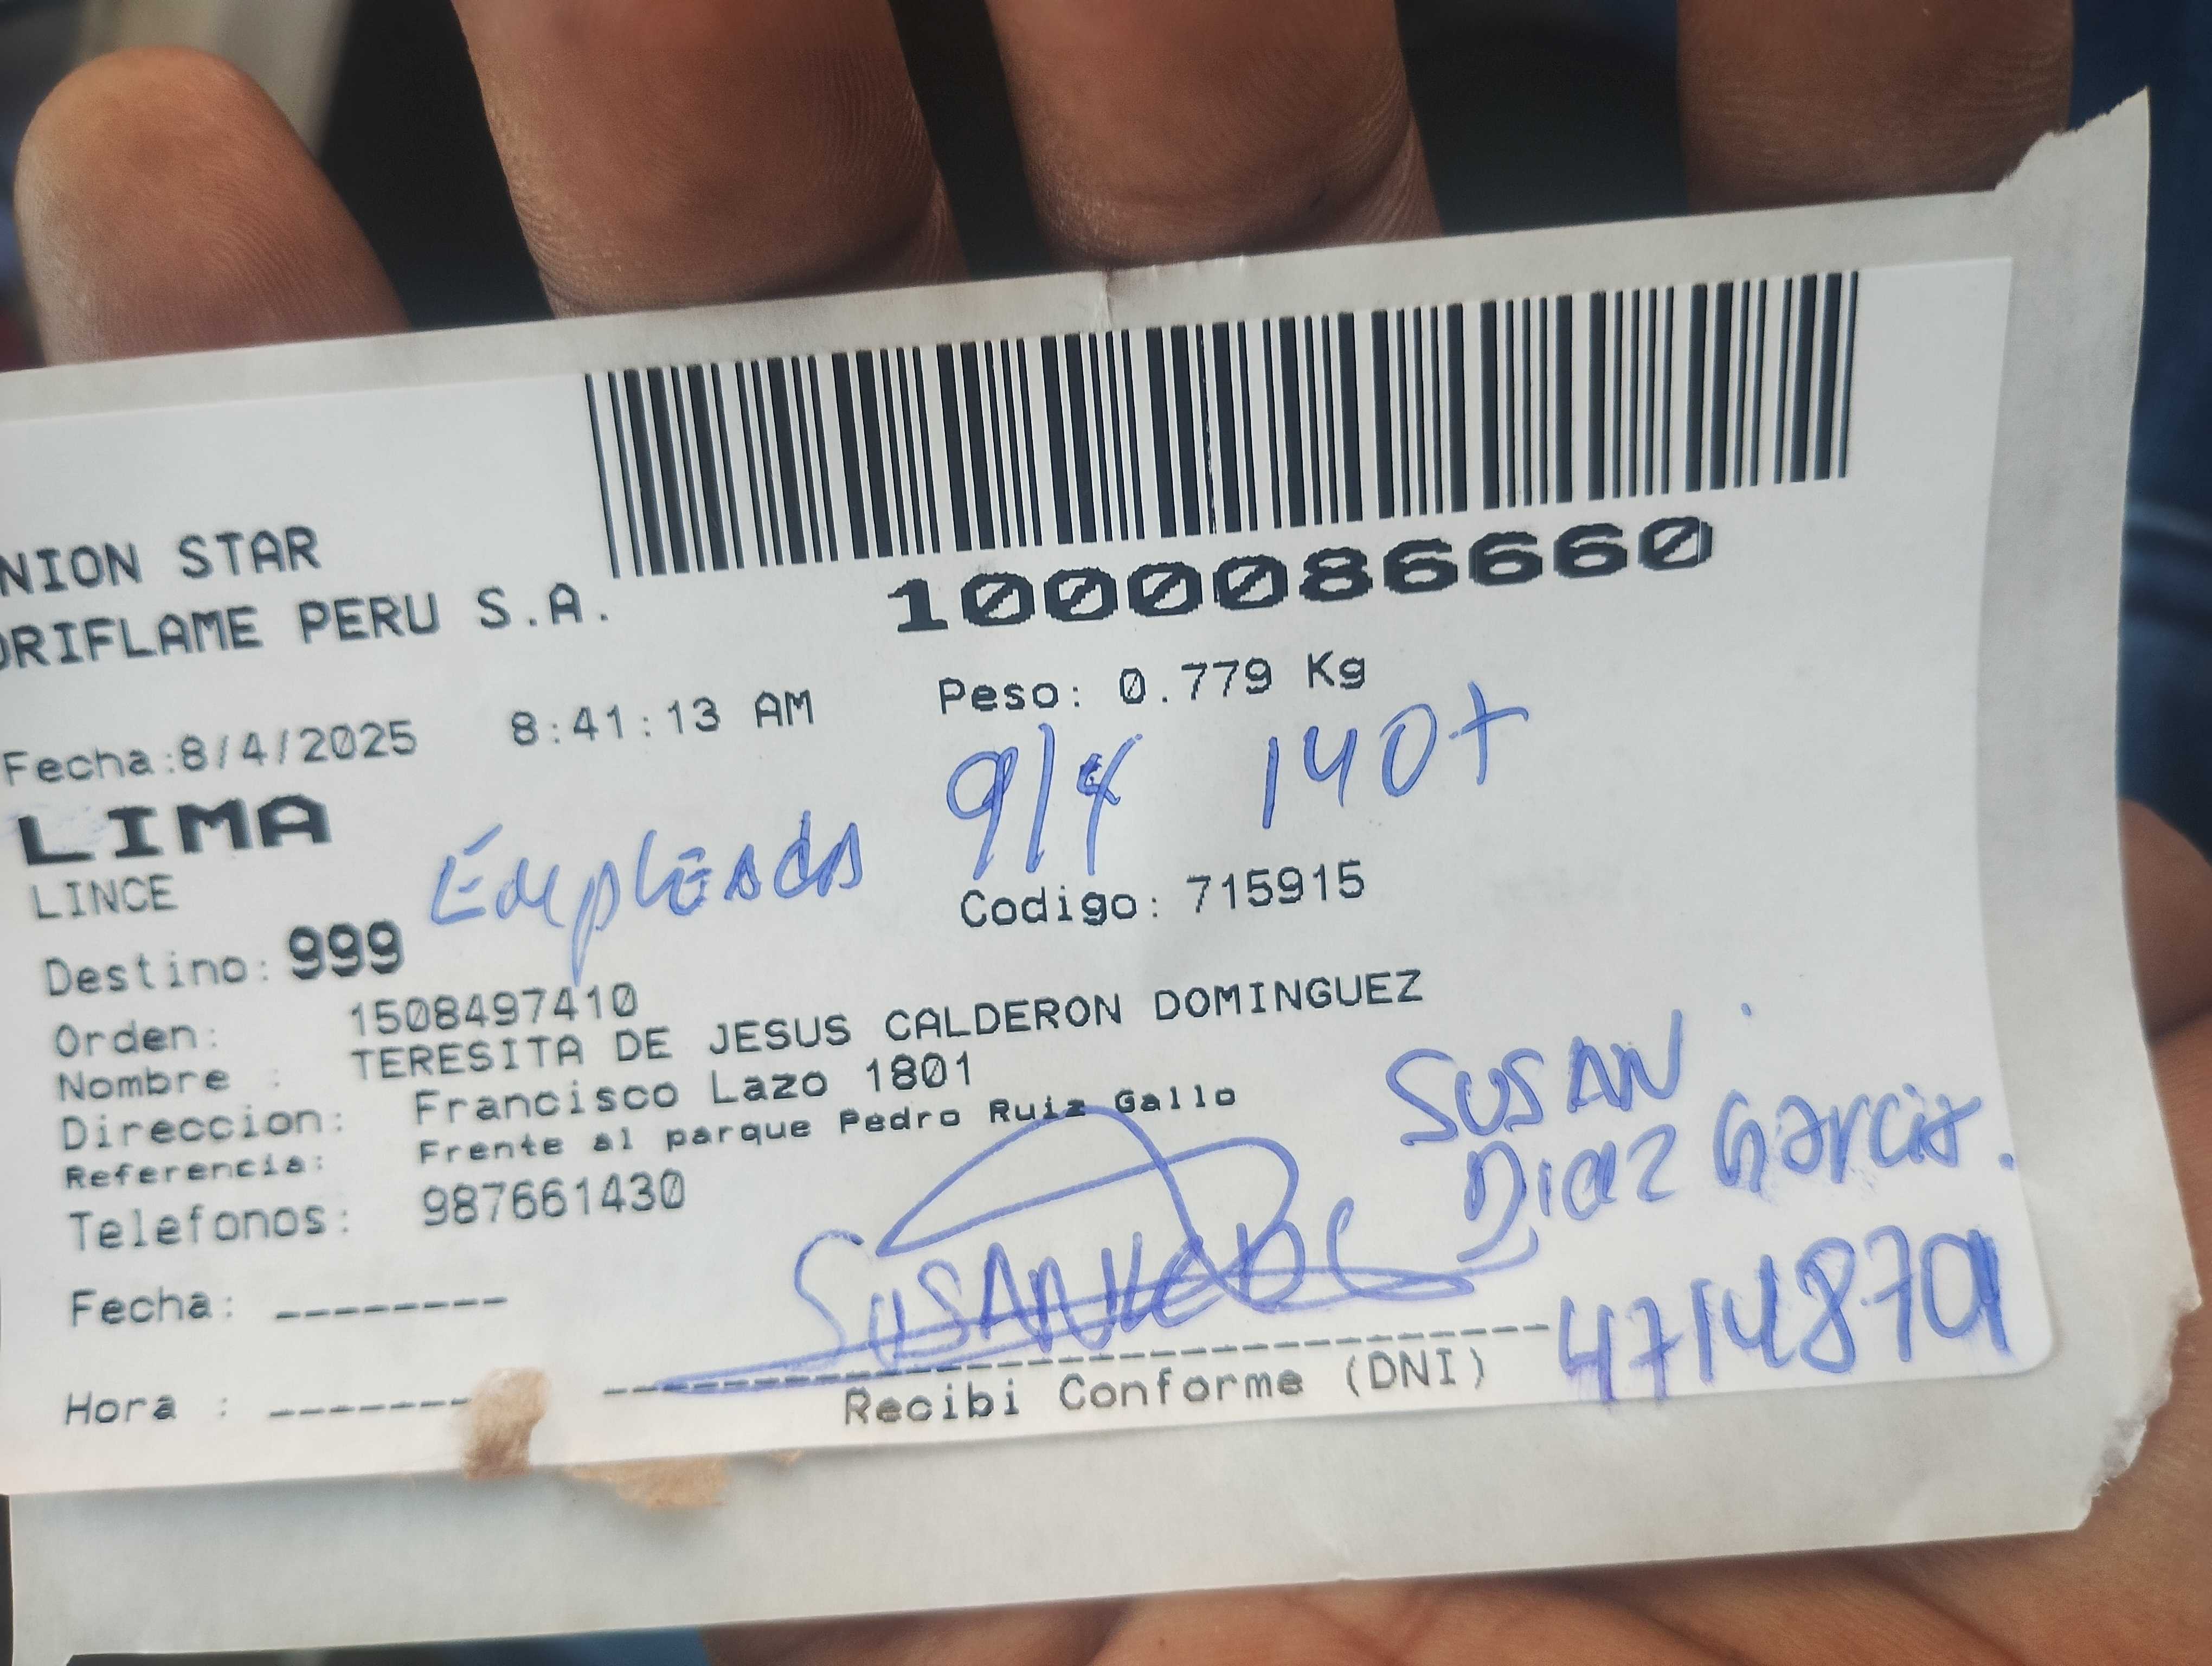 NION STAR
ORIFLAME PERU S.A.
1000086660
Fecha:8/4/2025 8:41:13 AM Peso: 0.779 Kg
9/4 140+
LIMA
LINCE
Empleada
Codigo: 715915
Destino: 999
Orden: 1508497410
Nombre : TERESITA DE JESUS CALDERON DOMINGUEZ
Direccion: Francisco Lazo 1801
Referencia: Frente al parque Pedro Ruiz Gallo
Telefonos: 987661430
SUSAN
Diaz Garcia.
Fecha: --------
Hora : --------
Recibi Conforme (DNI)